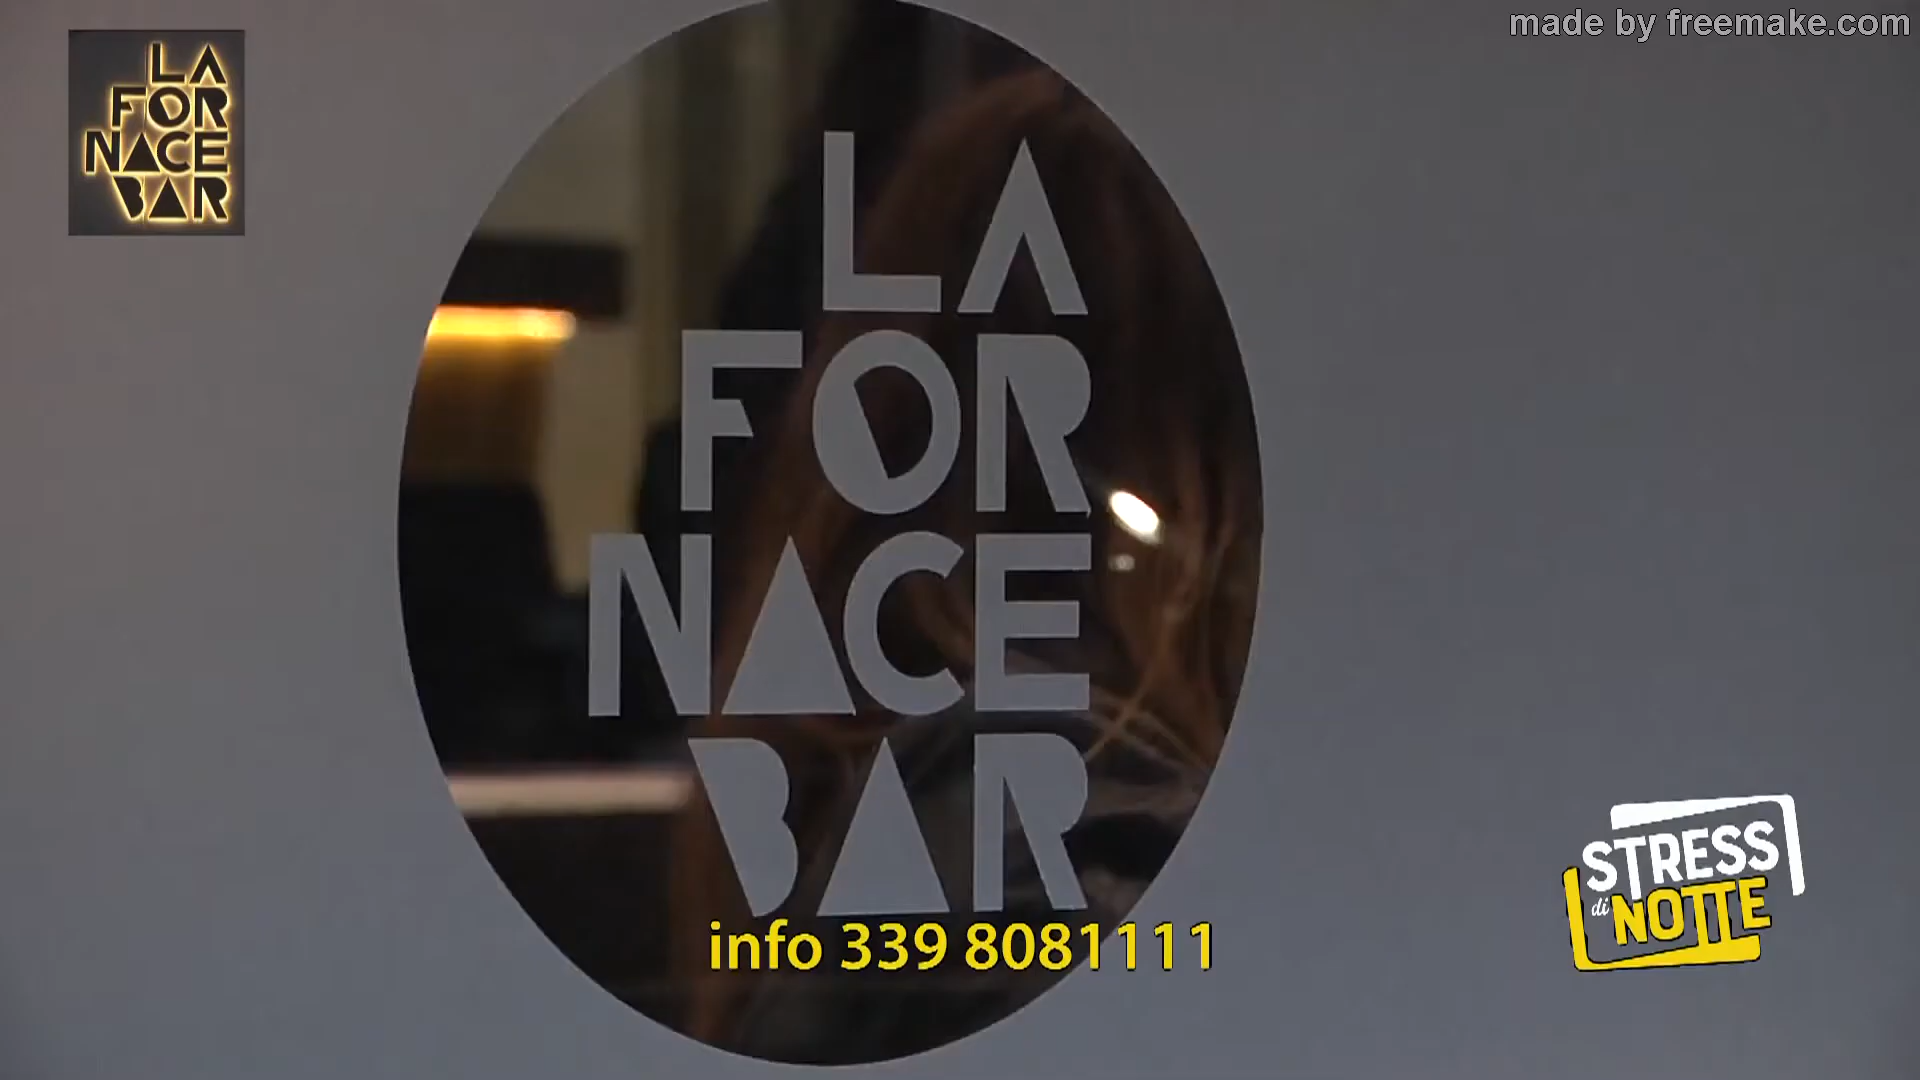 made by freemake.com
LA
FOR
NACE
BAR
LA
FOR
NACE
BAR
info 339 8081111
STRESS
di NOTTE